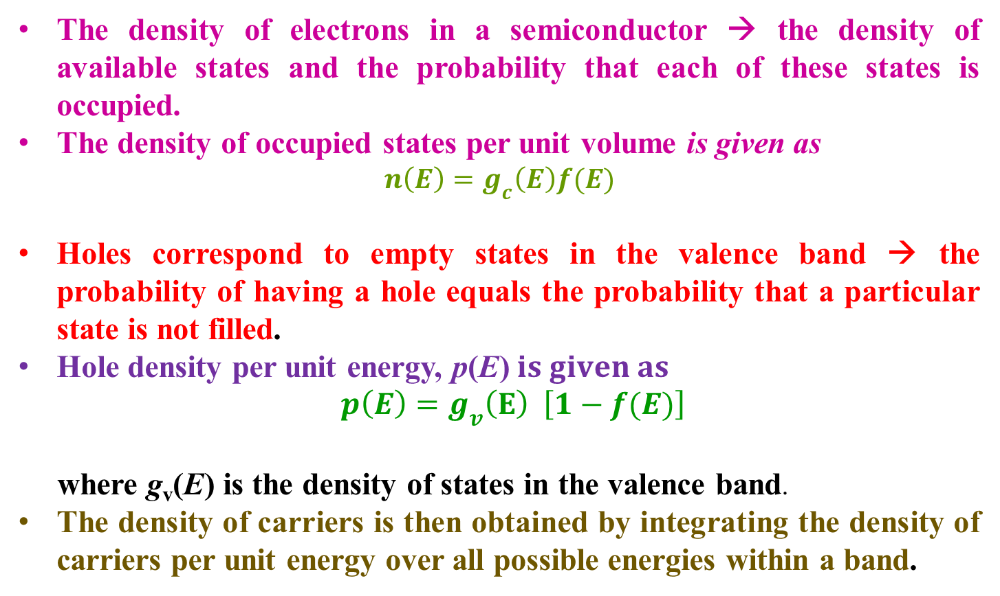 • The density of electrons in a semiconductor → the density of
available states and the probability that each of these states is
occupied.
• The density of occupied states per unit volume is given as
n(E) = g_c(E)f(E)
• Holes correspond to empty states in the valence band → the
probability of having a hole equals the probability that a particular
state is not filled.
• Hole density per unit energy, p(E) is given as
p(E) = g_v(E) [1 − f(E)]
where g_v(E) is the density of states in the valence band.
• The density of carriers is then obtained by integrating the density of
carriers per unit energy over all possible energies within a band.